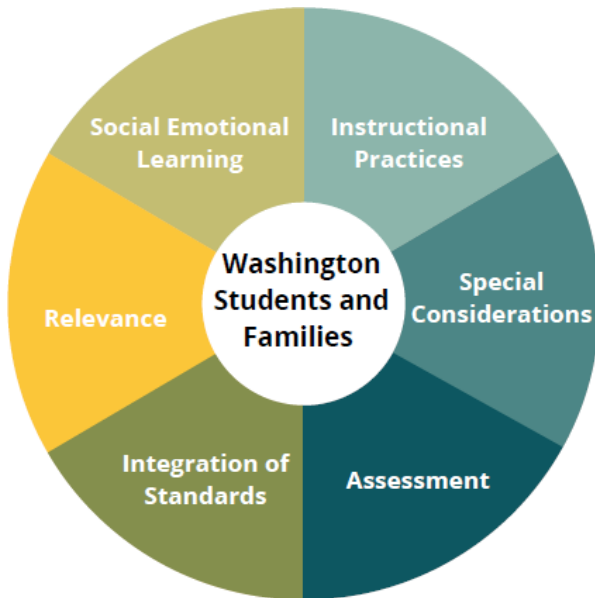 Social Emotional
Learning
Instructional
Practices
Washington
Students and
Families
Special
Considerations
Relevance
Integration of
Standards
Assessment